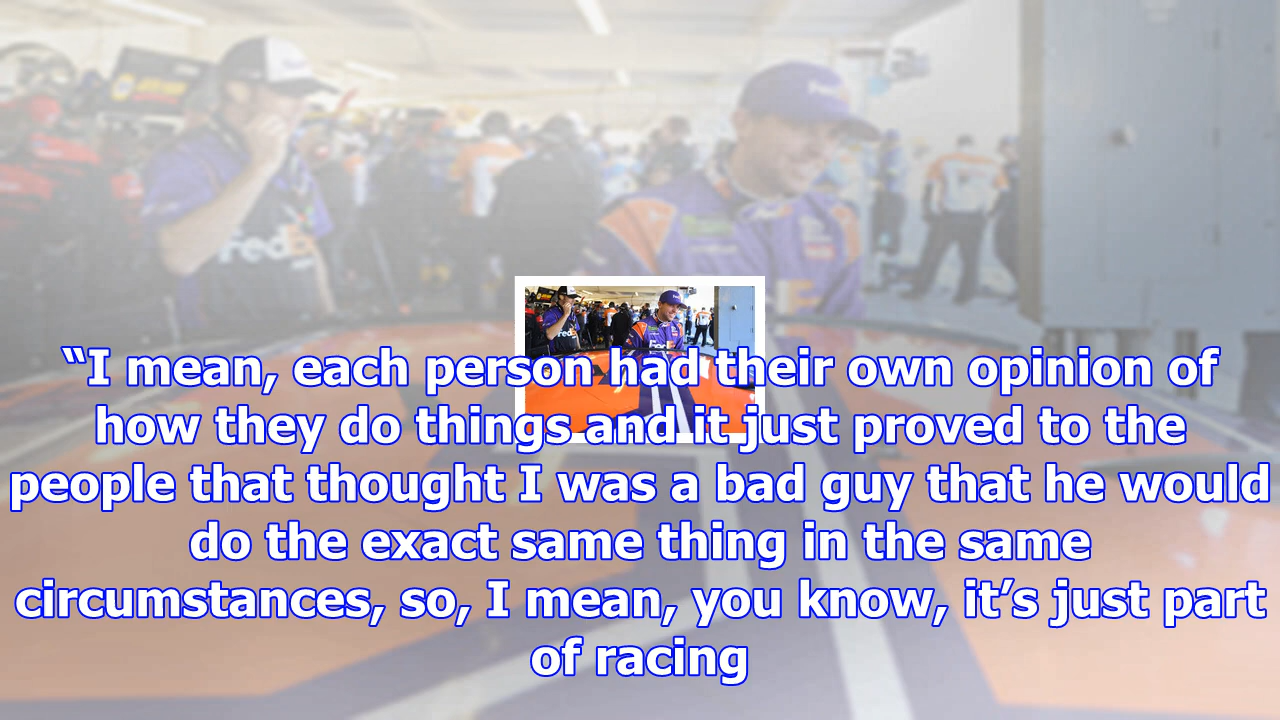 FedEx
“I mean, each person had their own opinion of
how they do things and it just proved to the
people that thought I was a bad guy that he would
do the exact same thing in the same
circumstances, so, I mean, you know, it’s just part
of racing